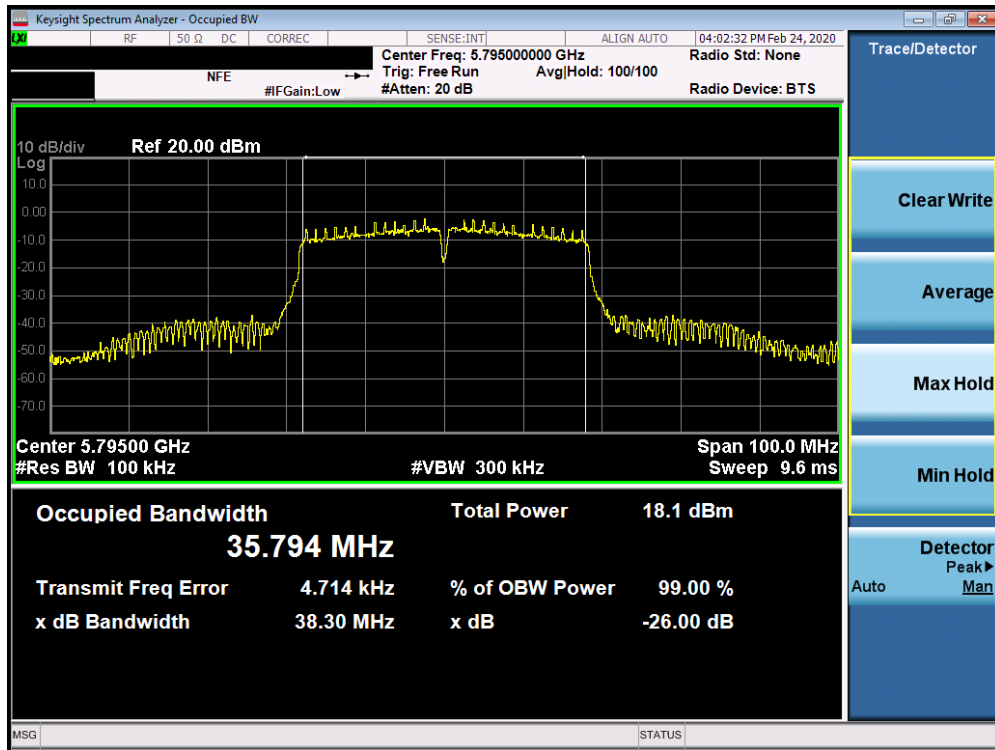 Keysight Spectrum Analyzer - Occupied BW
LXI RF 50 Ω DC CORREC SENSE:INT ALIGN AUTO 04:02:32 PM Feb 24, 2020
Center Freq: 5.795000000 GHz Radio Std: None
NFE Trig: Free Run Avg|Hold: 100/100
#IFGain:Low #Atten: 20 dB Radio Device: BTS
10 dB/div Ref 20.00 dBm
Log
10.0
0.00
-10.0
-20.0
-30.0
-40.0
-50.0
-60.0
-70.0
Center 5.79500 GHz Span 100.0 MHz
#Res BW 100 kHz #VBW 300 kHz Sweep 9.6 ms
Occupied Bandwidth Total Power 18.1 dBm
35.794 MHz
Transmit Freq Error 4.714 kHz % of OBW Power 99.00 %
x dB Bandwidth 38.30 MHz x dB -26.00 dB
MSG STATUS
Trace/Detector
Clear Write
Average
Max Hold
Min Hold
Detector
Peak▶
Auto Man